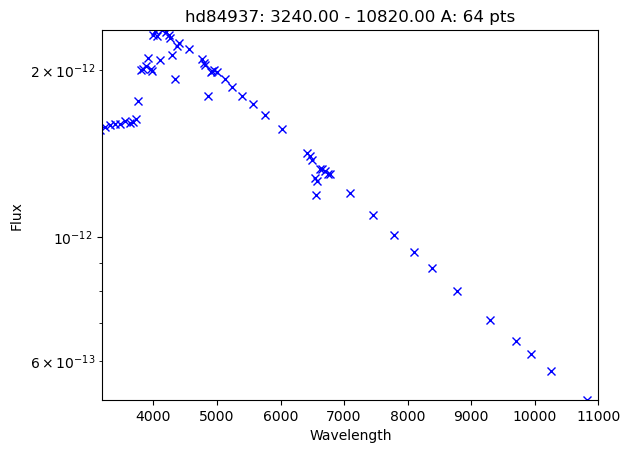 hd84937: 3240.00 - 10820.00 A: 64 pts
Flux
2 × 10⁻¹²
10⁻¹²
6 × 10⁻¹³
4000 5000 6000 7000 8000 9000 10000 11000
Wavelength